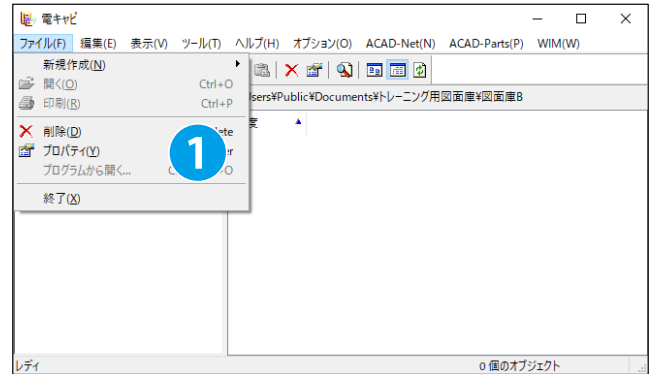 電キャビ
ファイル(F) 編集(E) 表示(V) ツール(T) ヘルプ(H) オプション(O) ACAD-Net(N) ACAD-Parts(P) WIM(W)
新規作成(N)
開く(O) Ctrl+O
印刷(R) Ctrl+P
sers¥Public¥Documents¥トレーニング用図面庫¥図面庫B
度
削除(D)
プロパティ(Y)
プログラムから開く...
1
終了(X)
レディ 0 個のオブジェクト